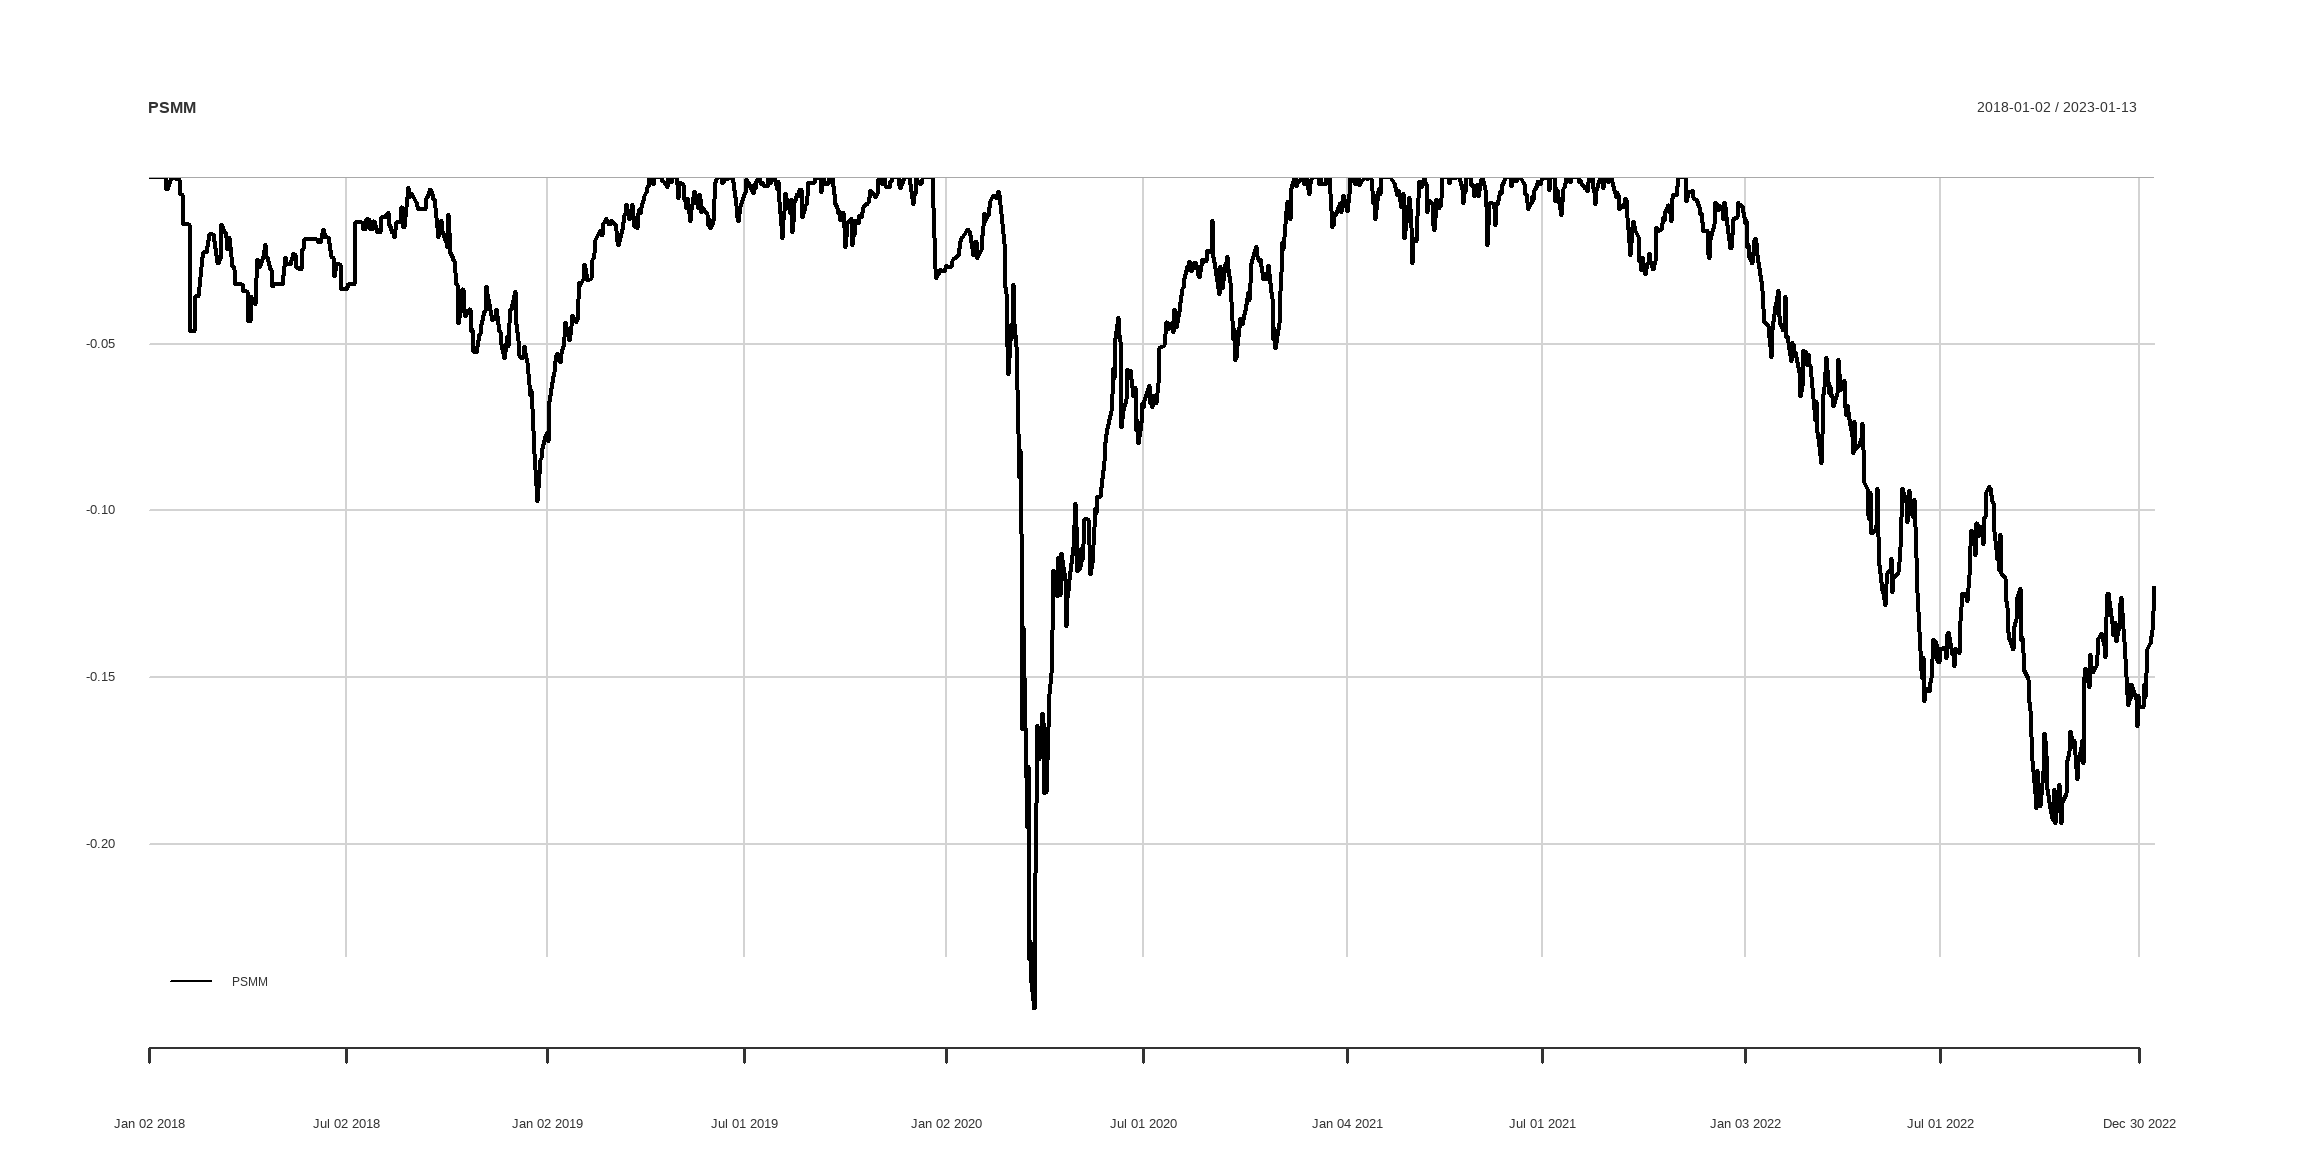 PSMM
2018-01-02 / 2023-01-13
-0.05
-0.10
-0.15
-0.20
PSMM
Jan 02 2018
Jul 02 2018
Jan 02 2019
Jul 01 2019
Jan 02 2020
Jul 01 2020
Jan 04 2021
Jul 01 2021
Jan 03 2022
Jul 01 2022
Dec 30 2022